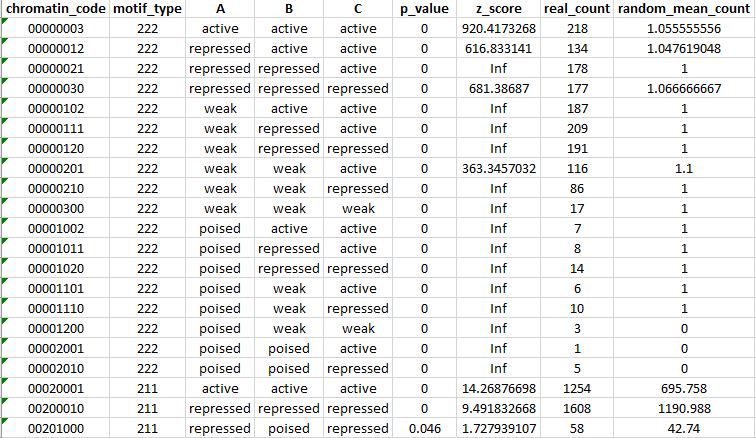 chromatin_code motif_type A B C p_value z_score real_count random_mean_count
00000003 222 active active active 0 920.4173268 218 1.055555556
00000012 222 repressed active active 0 616.833141 134 1.047619048
00000021 222 repressed repressed active 0 Inf 178 1
00000030 222 repressed repressed repressed 0 681.38687 177 1.066666667
00000102 222 weak active active 0 Inf 187 1
00000111 222 weak repressed active 0 Inf 209 1
00000120 222 weak repressed repressed 0 Inf 191 1
00000201 222 weak weak active 0 363.3457032 116 1.1
00000210 222 weak weak repressed 0 Inf 86 1
00000300 222 weak weak weak 0 Inf 17 1
00001002 222 poised active active 0 Inf 7 1
00001011 222 poised repressed active 0 Inf 8 1
00001020 222 poised repressed repressed 0 Inf 14 1
00001101 222 poised weak active 0 Inf 6 1
00001110 222 poised weak repressed 0 Inf 10 1
00001200 222 poised weak weak 0 Inf 3 0
00002001 222 poised poised active 0 Inf 1 0
00002010 222 poised poised repressed 0 Inf 5 0
00020001 211 active active active 0 14.26876698 1254 695.758
00200010 211 repressed repressed repressed 0 9.491832668 1608 1190.988
00201000 211 repressed poised repressed 0.046 1.727939107 58 42.74